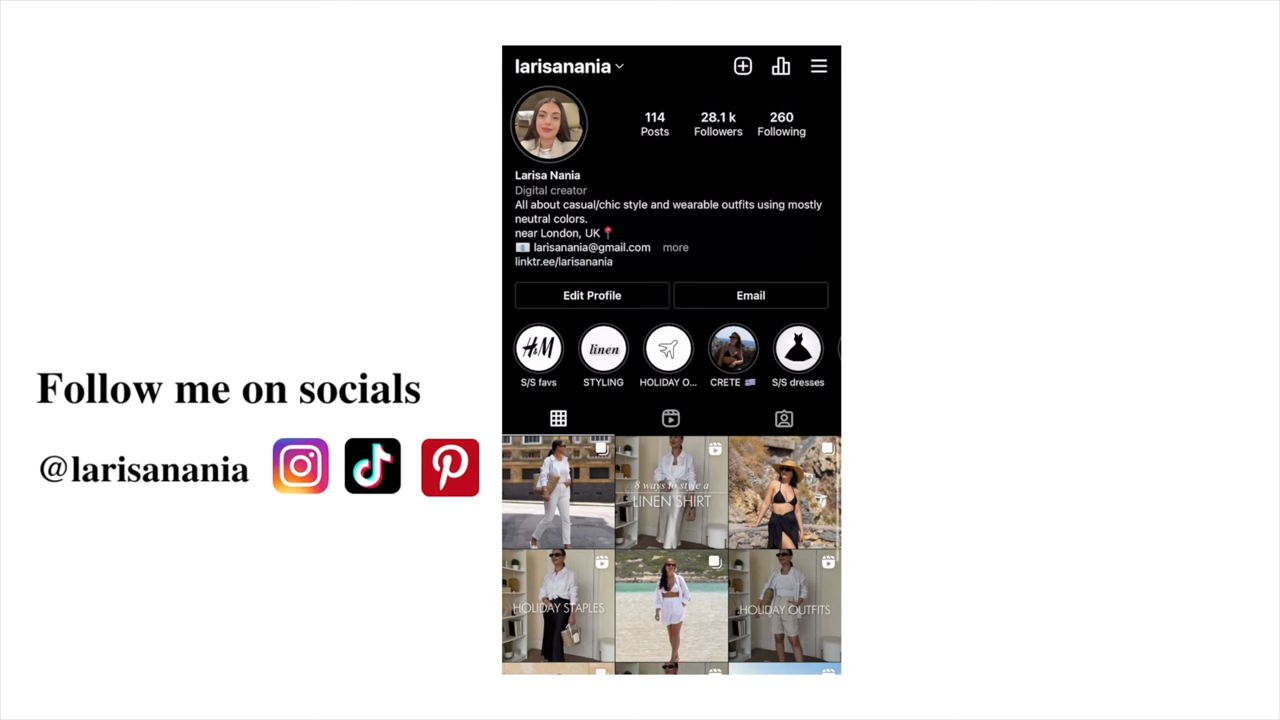 larisanania
114 28.1 k 260
Posts Followers Following
Larisa Nania
Digital creator
All about casual/chic style and wearable outfits using mostly
neutral colors.
near London, UK
larisanania@gmail.com more
linktr.ee/larisanania
Edit Profile Email
H&M linen
S/S favs STYLING HOLIDAY O... CRETE S/S dresses
Follow me on socials
@larisanania
8 ways to style a
LINEN SHIRT
HOLIDAY STAPLES
HOLIDAY OUTFITS